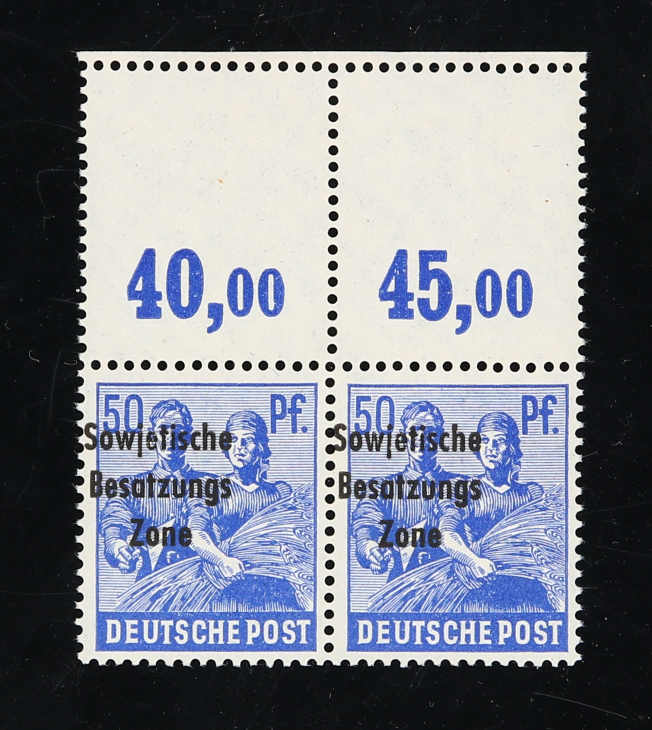 40,00 45,00
50 Pf. 50 Pf.
Sowjetische Sowjetische
Besatzungs Besatzungs
Zone Zone
DEUTSCHE POST DEUTSCHE POST